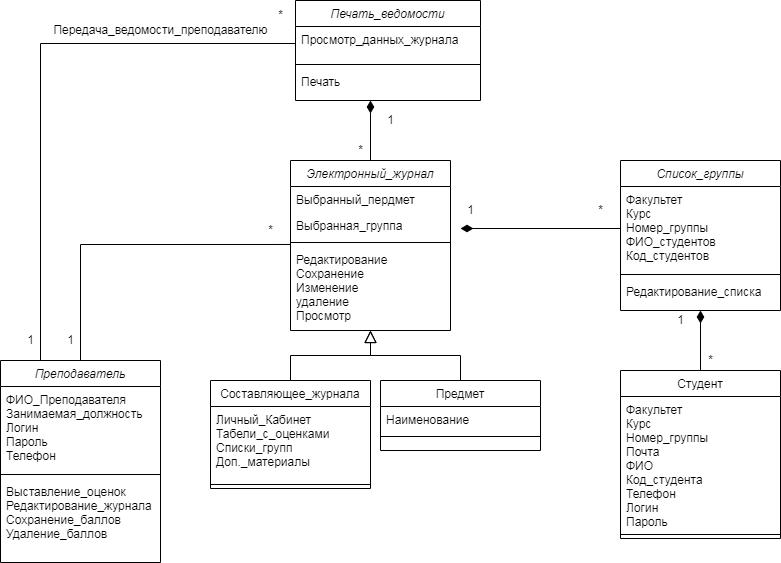 Печать_ведомости
Просмотр_данных_журнала
Печать
*
Передача_ведомости_преподавателю
1
*
Электронный_журнал
Выбранный_пердмет
Выбранная_группа
Редактирование
Сохранение
Изменение
удаление
Просмотр
1
*
Список_группы
Факультет
Курс
Номер_группы
ФИО_студентов
Код_студентов
Редактирование_списка
*
1
1
1
*
Преподаватель
ФИО_Преподавателя
Занимаемая_должность
Логин
Пароль
Телефон
Выставление_оценок
Редактирование_журнала
Сохранение_баллов
Удаление_баллов
Составляющее_журнала
Личный_Кабинет
Табели_с_оценками
Списки_групп
Доп._материалы
Предмет
Наименование
Студент
Факультет
Курс
Номер_группы
Почта
ФИО
Код_студента
Телефон
Логин
Пароль